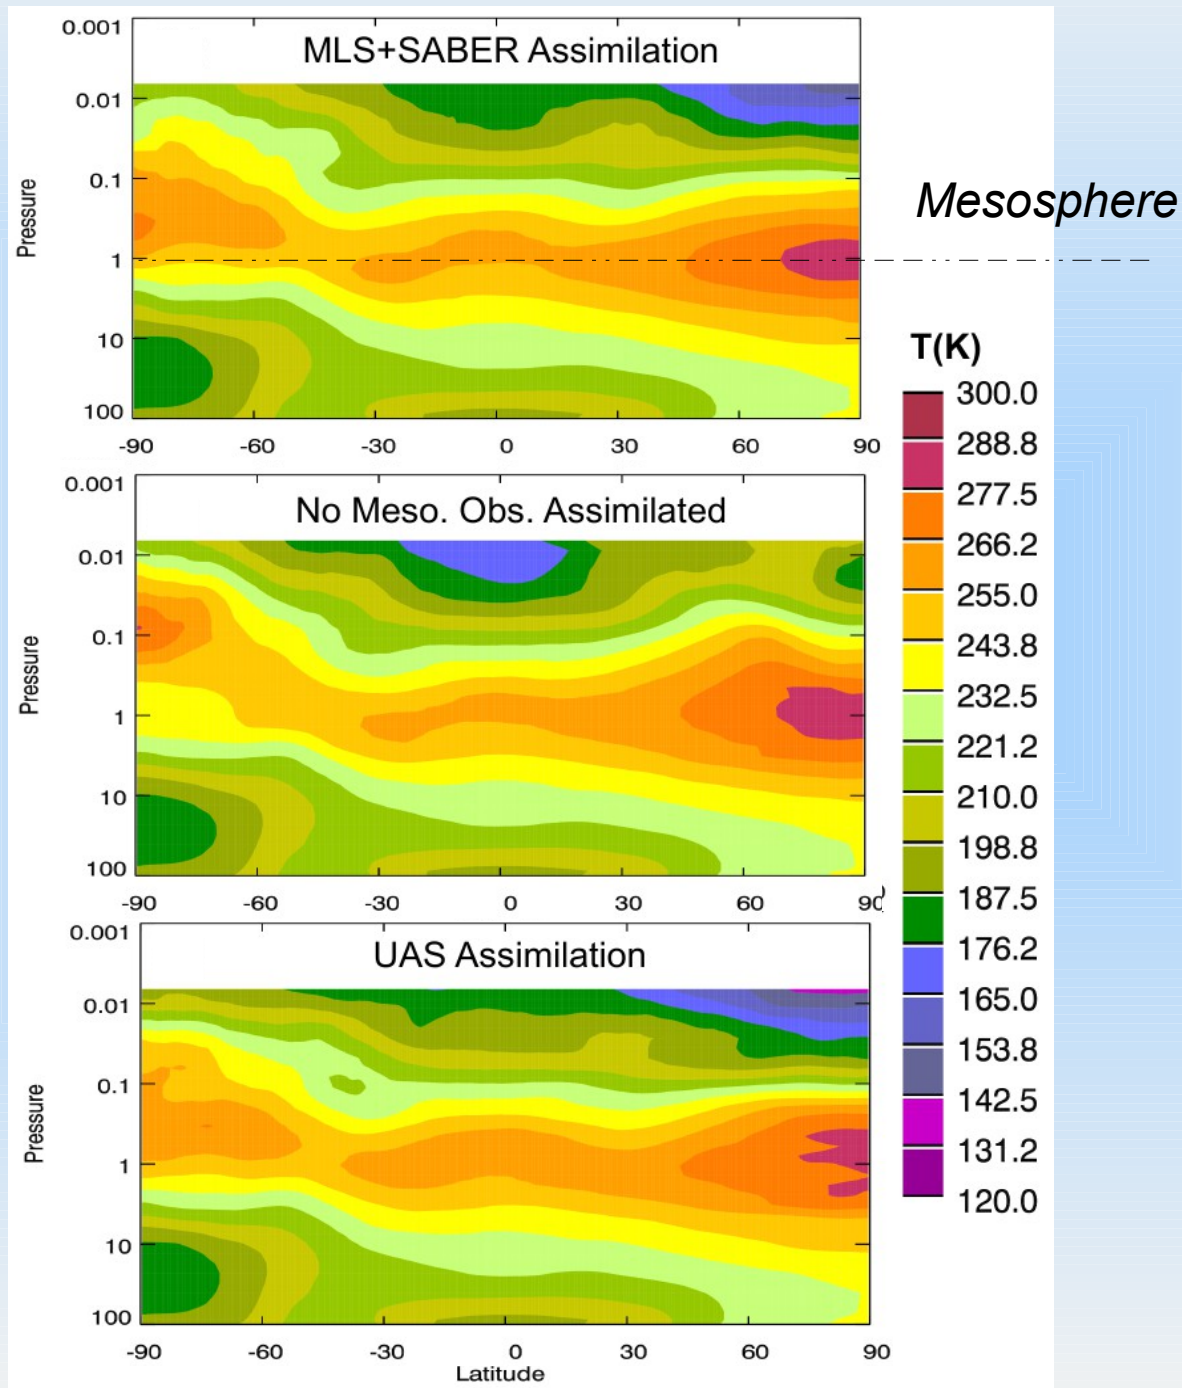 0.001
MLS+SABER Assimilation
0.01
0.1
Pressure
1
10
100
-90 -60 -30 0 30 60 90
Mesosphere
0.001
No Meso. Obs. Assimilated
0.01
0.1
Pressure
1
10
100
-90 -60 -30 0 30 60 90
0.001
UAS Assimilation
0.01
0.1
Pressure
1
10
100
-90 -60 -30 0 30 60 90
Latitude
T(K)
300.0
288.8
277.5
266.2
255.0
243.8
232.5
221.2
210.0
198.8
187.5
176.2
165.0
153.8
142.5
131.2
120.0